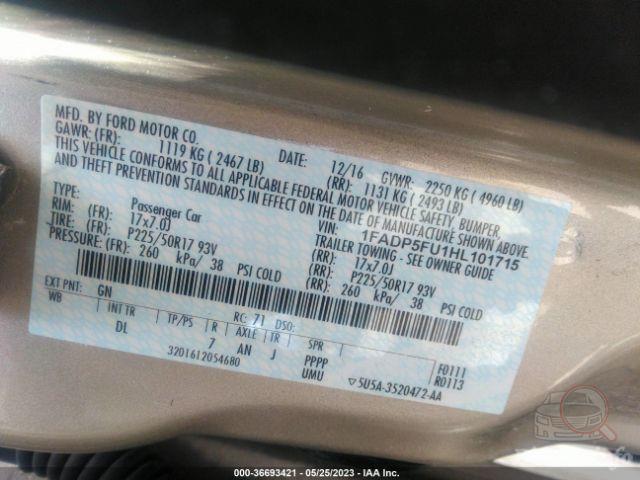 MFD. BY FORD MOTOR CO.
DATE: 12/16 GVWR: 2250 KG ( 4960 LB)
GAWR: (FR): 1119 KG ( 2467 LB) (RR): 1131 KG ( 2493 LB)
THIS VEHICLE CONFORMS TO ALL APPLICABLE FEDERAL MOTOR VEHICLE SAFETY, BUMPER
AND THEFT PREVENTION STANDARDS IN EFFECT ON THE DATE OF MANUFACTURE SHOWN ABOVE.
VIN: 1FADP5FU1HL101715
TYPE: Passenger Car TRAILER TOWING - SEE OWNER GUIDE
RIM: (FR): 17x7.0J (RR): 17x7.0J
TIRE: (FR): P225/50R17 93V (RR): P225/50R17 93V
PRESSURE: (FR): 260 kPa/ 38 PSI COLD (RR): 260 kPa/ 38 PSI COLD
EXT PNT: GN RC: 71 DSO:
WB INT TR TP/PS R AXLE TR SPR
DL 7 AN J PPPP
UMU
3201612054680
F0111
R0113
▽5U5A-3520472-AA
000-36693421 - 05/25/2023 - IAA Inc.